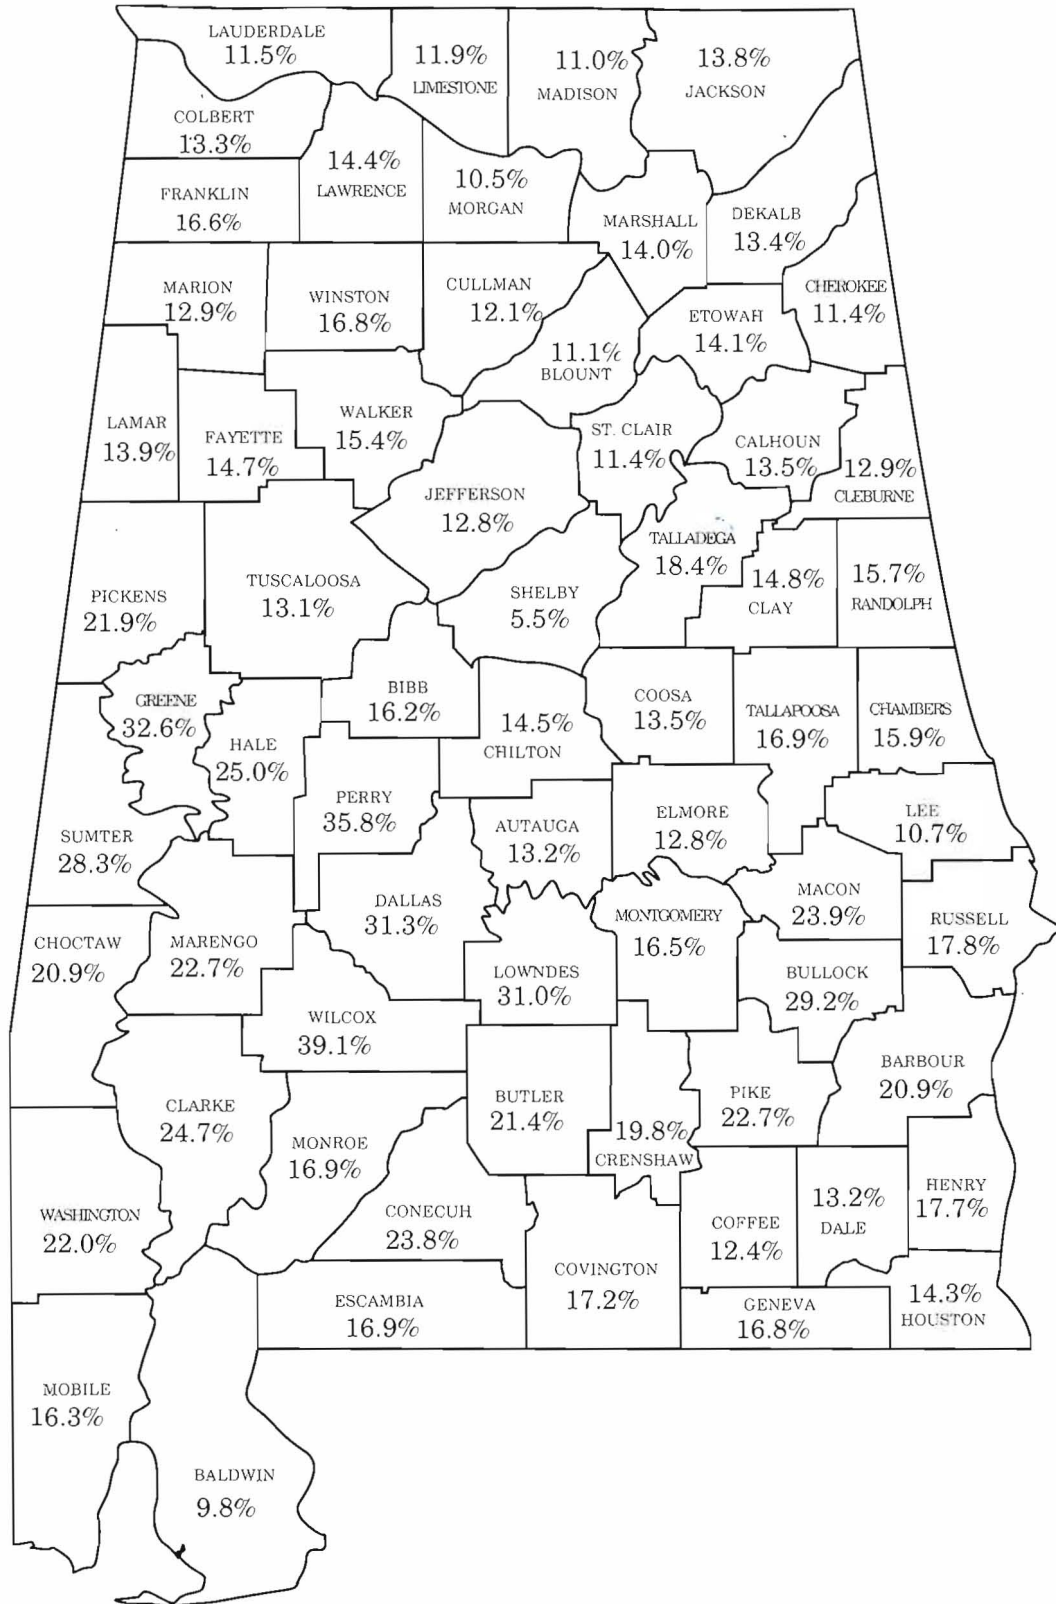 LAUDERDALE
11.5%
11.9%
LIMESTONE
11.0%
MADISON
13.8%
JACKSON
COLBERT
13.3%
14.4%
LAWRENCE
10.5%
MORGAN
FRANKLIN
16.6%
MARSHALL
14.0%
DEKALB
13.4%
MARION
12.9%
WINSTON
16.8%
CULLMAN
12.1%
CHEROKEE
11.4%
ETOWAH
14.1%
11.1%
BLOUNT
LAMAR
13.9%
FAYETTE
14.7%
WALKER
15.4%
ST. CLAIR
11.4%
CALHOUN
13.5%
12.9%
CLEBURNE
JEFFERSON
12.8%
TALLADEGA
18.4%
PICKENS
21.9%
TUSCALOOSA
13.1%
SHELBY
5.5%
14.8%
CLAY
15.7%
RANDOLPH
GREENE
32.6%
HALE
25.0%
BIBB
16.2%
14.5%
CHILTON
COOSA
13.5%
TALLAPOOSA
16.9%
CHAMBERS
15.9%
PERRY
35.8%
AUTAUGA
13.2%
ELMORE
12.8%
LEE
10.7%
SUMTER
28.3%
DALLAS
31.3%
MACON
23.9%
RUSSELL
17.8%
MONTGOMERY
16.5%
CHOCTAW
20.9%
MARENGO
22.7%
LOWNDES
31.0%
BULLOCK
29.2%
WILCOX
39.1%
BARBOUR
20.9%
CLARKE
24.7%
MONROE
16.9%
BUTLER
21.4%
19.8%
CRENSHAW
PIKE
22.7%
WASHINGTON
22.0%
CONECUH
23.8%
COFFEE
12.4%
13.2%
DALE
HENRY
17.7%
COVINGTON
17.2%
ESCAMBIA
16.9%
GENEVA
16.8%
14.3%
HOUSTON
MOBILE
16.3%
BALDWIN
9.8%